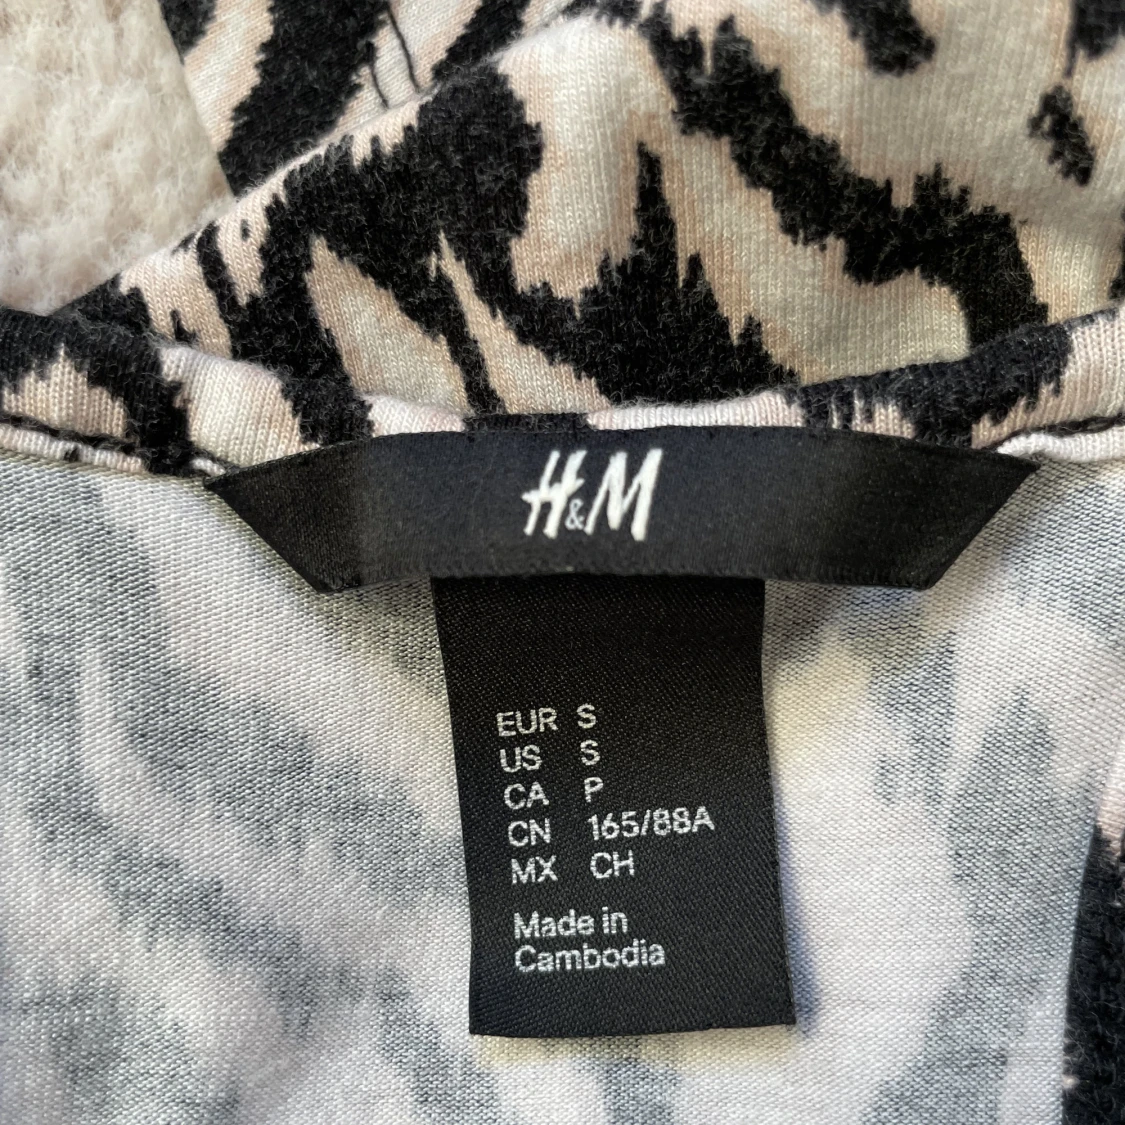 H&M
EUR S
US S
CA P
CN 165/88A
MX CH
Made in
Cambodia